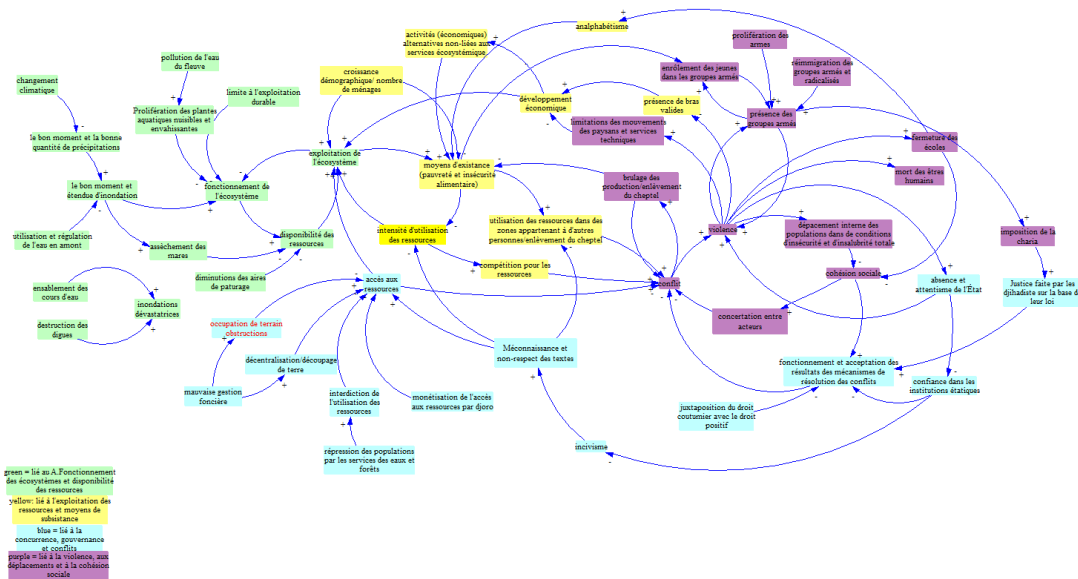 analphabétisme
activités (économiques)
alternatives non-liées aux
services écosystémique
prolifération des
armes
pollution de l'eau
du fleuve
enrôlement des jeunes
dans les groupes armés
réimmigration des
groupes armés et
radicalisés
changement
climatique
croissance
démographique/ nombre
de ménages
limite à l'exploitation
durable
développement
économique
présence de bras
valides
Prolifération des plantes
aquatiques nuisibles et
envahissantes
présence des
groupes armés
limitations des mouvements
des paysans et services
techniques
fermeture des
écoles
le bon moment et la bonne
quantité de précipitations
exploitation de
l'écosystème
moyens d'existance
(pauvreté et insécurité
alimentaire)
mort des êtres
humains
brulage des
production/enlèvement
du cheptel
le bon moment et
étendue d'inondation
fonctionnement de
l'écosystème
utilisation des ressources dans des
zones appartenant à d'autres
personnes/enlèvement du cheptel
intensité d'utilisation
des ressources
violence
dépacement interne des
populations dans de conditions
d'insécurité et d'insalubrité totale
imposition de la
charia
utilisation et régulation
de l'eau en amont
assèchement des
mares
disponibilité des
ressources
compétition pour les
ressources
cohésion sociale
diminutions des aires
de paturage
accès aux
ressources
conflit
absence et
attentisme de l'État
Justice faite par les
djihadiste sur la base de
leur loi
ensablement des
cours d'eau
inondations
dévastatrices
destruction des
digues
occupation de terrain
obstructions
concertation entre
acteurs
Méconnaissance et
non-respect des textes
décentralisation/découpage
de terre
fonctionnement et acceptation des
résultats des mécanismes de
résolution des conflits
mauvaise gestion
foncière
interdiction de
l'utilisation des
ressources
monétisation de l'accès
aux ressources par djoro
confiance dans les
institutions étatiques
juxtaposition du droit
coutumier avec le droit
positif
incivisme
répression des populations
par les services des eaux et
forêts
green = lié au A.Fonctionement
des écosystèmes et disponibilité
des ressources
yellow: lié à l'exploitation des
ressources et moyens de
subsistance
blue = lié à la
concurrence, gouvernance
et conflits
purple = lié à la violence, aux
déplacements et à la cohésion
sociale